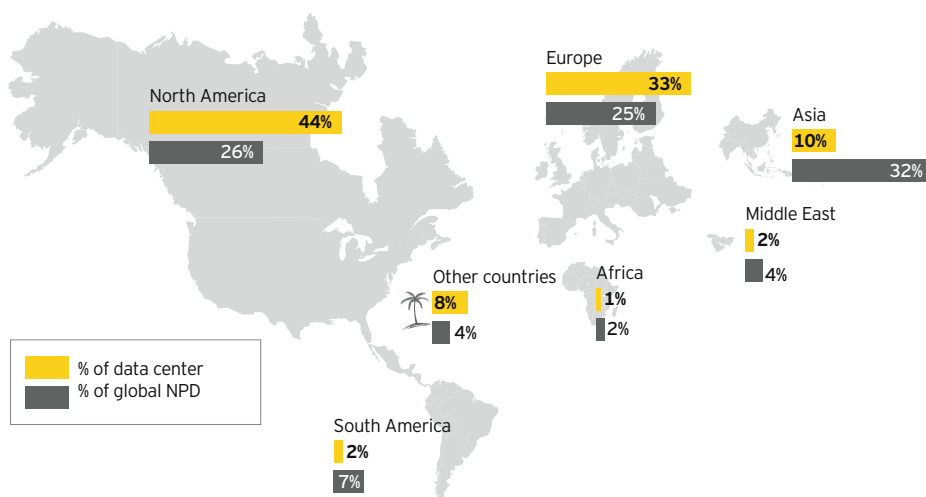 Europe
33%
25%
North America
44%
26%
Asia
10%
32%
Middle East
2%
4%
Other countries
8%
4%
Africa
1%
2%
% of data center
% of global NPD
South America
2%
7%